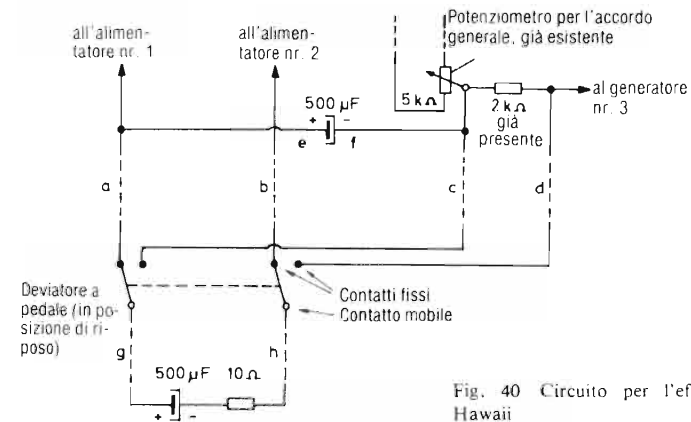 all'alimen-
tatore nr. 1
all'alimen-
tatore nr. 2
Potenziometro per l'accordo
generale, già esistente
5 kΩ
2 kΩ
già
presente
al generatore
nr. 3
500 µF
+ -
e f
a
b
c
d
Deviatore a
pedale (in po-
sizione di ri-
poso)
Contatti fissi
Contatto mobile
g
h
500 µF 10 Ω
+ -
Fig. 40 Circuito per l'ef
Hawaii